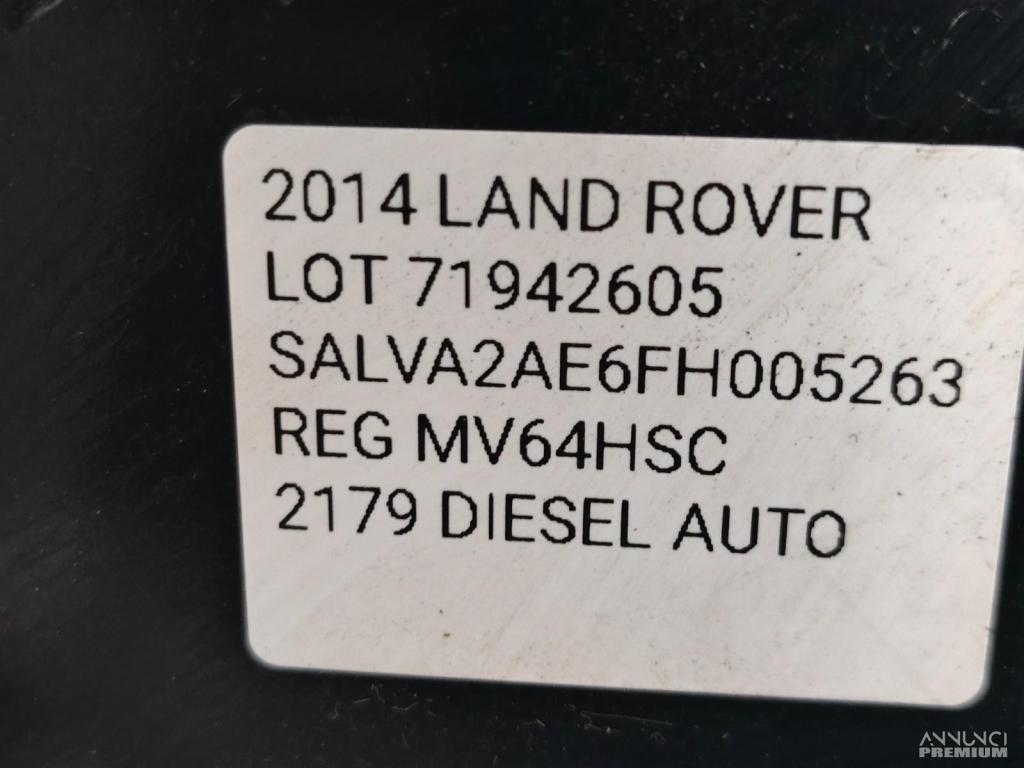 2014 LAND ROVER
LOT 71942605
SALVA2AE6FH005263
REG MV64HSC
2179 DIESEL AUTO
ANNUNCI
PREMIUM